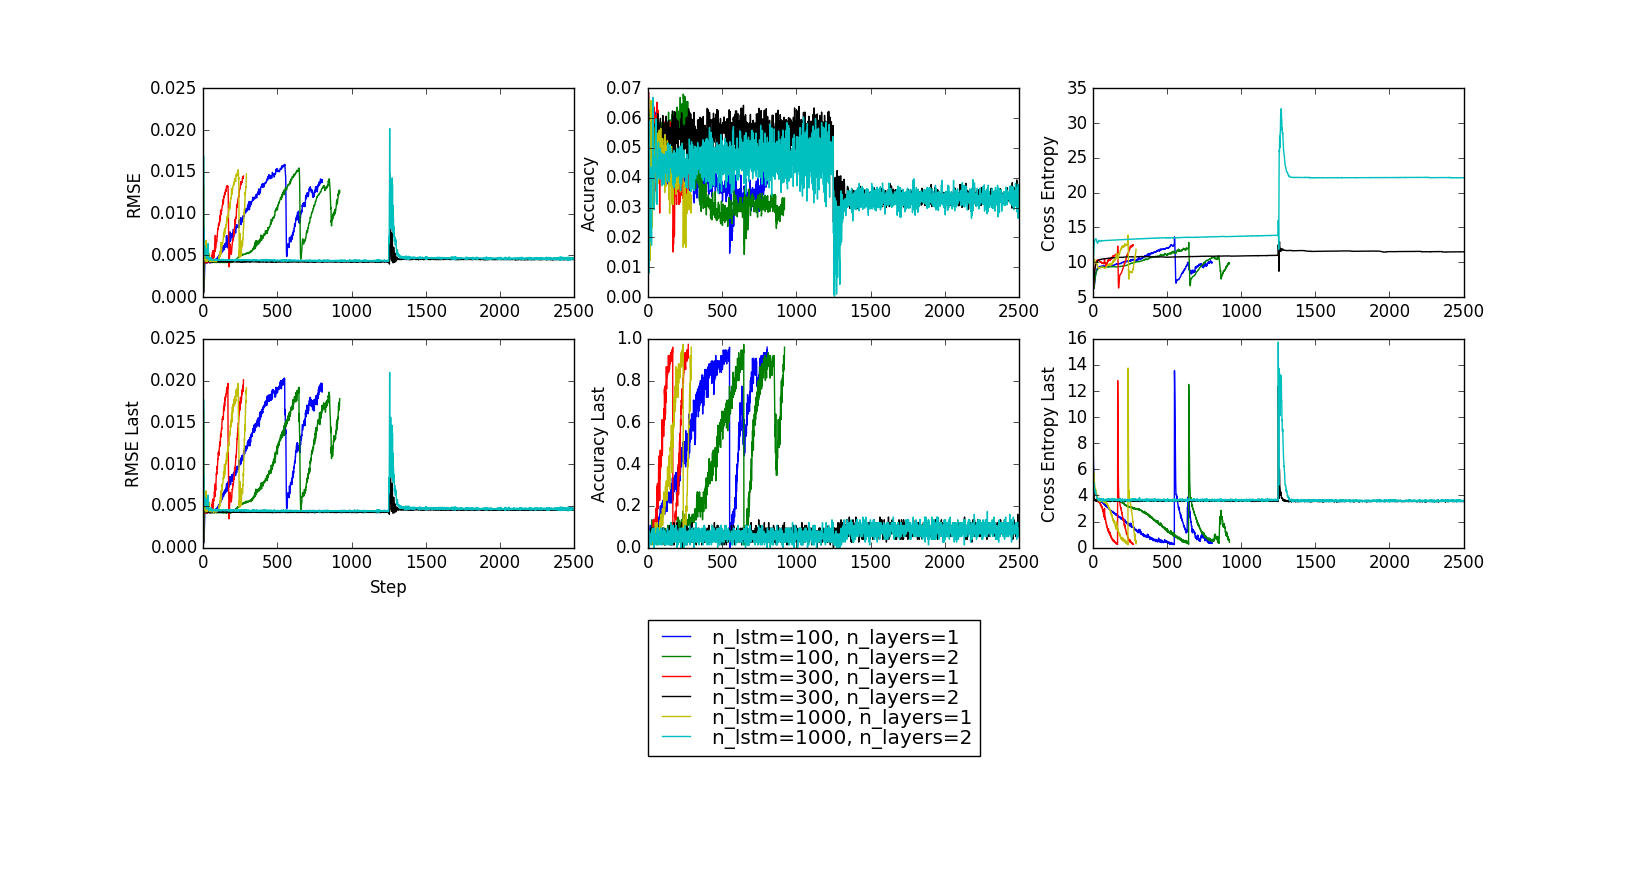 0.025
0.020
0.015
0.010
0.005
0.000
RMSE
0 500 1000 1500 2000 2500
0.07
0.06
0.05
0.04
0.03
0.02
0.01
0.00
Accuracy
0 500 1000 1500 2000 2500
35
30
25
20
15
10
5
Cross Entropy
0 500 1000 1500 2000 2500
0.025
0.020
0.015
0.010
0.005
0.000
RMSE Last
0 500 1000 1500 2000 2500
Step
1.0
0.8
0.6
0.4
0.2
0.0
Accuracy Last
0 500 1000 1500 2000 2500
16
14
12
10
8
6
4
2
0
Cross Entropy Last
0 500 1000 1500 2000 2500
n_lstm=100, n_layers=1
n_lstm=100, n_layers=2
n_lstm=300, n_layers=1
n_lstm=300, n_layers=2
n_lstm=1000, n_layers=1
n_lstm=1000, n_layers=2